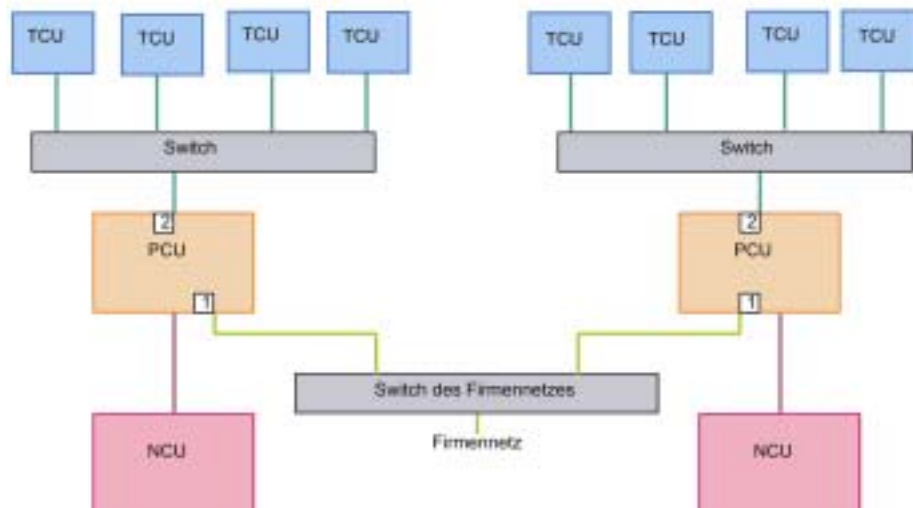 TCU TCU TCU TCU TCU TCU TCU TCU
Switch Switch
2 2
PCU PCU
1 1
Switch des Firmennetzes
Firmennetz
NCU NCU